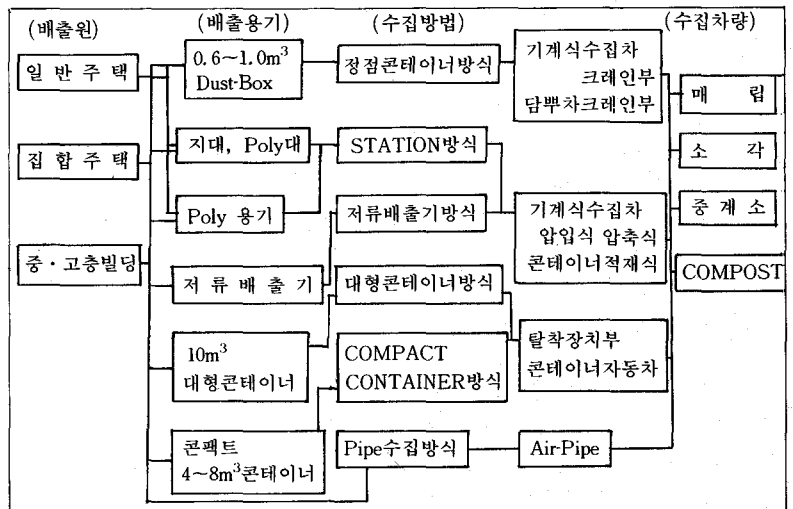 (배출원)
(배출용기)
(수집방법)
(수집차량)
일 반 주 택
집 합 주 택
중·고층빌딩
0.6~1.0m³
Dust-Box
지대, Poly대
Poly 용기
저 류 배 출 기
10m³
대형콘테이너
콘팩트
4~8m³콘테이너
정점콘테이너방식
STATION방식
저류배출기방식
대형콘테이너방식
COMPACT
CONTAINER방식
Pipe수집방식
기계식수집차
크레인부
담뿌차크레인부
기계식수집차
압입식 압축식
콘테이너적재식
탈착장치부
콘테이너자동차
Air-Pipe
매 립
소 각
중 계 소
COMPOST